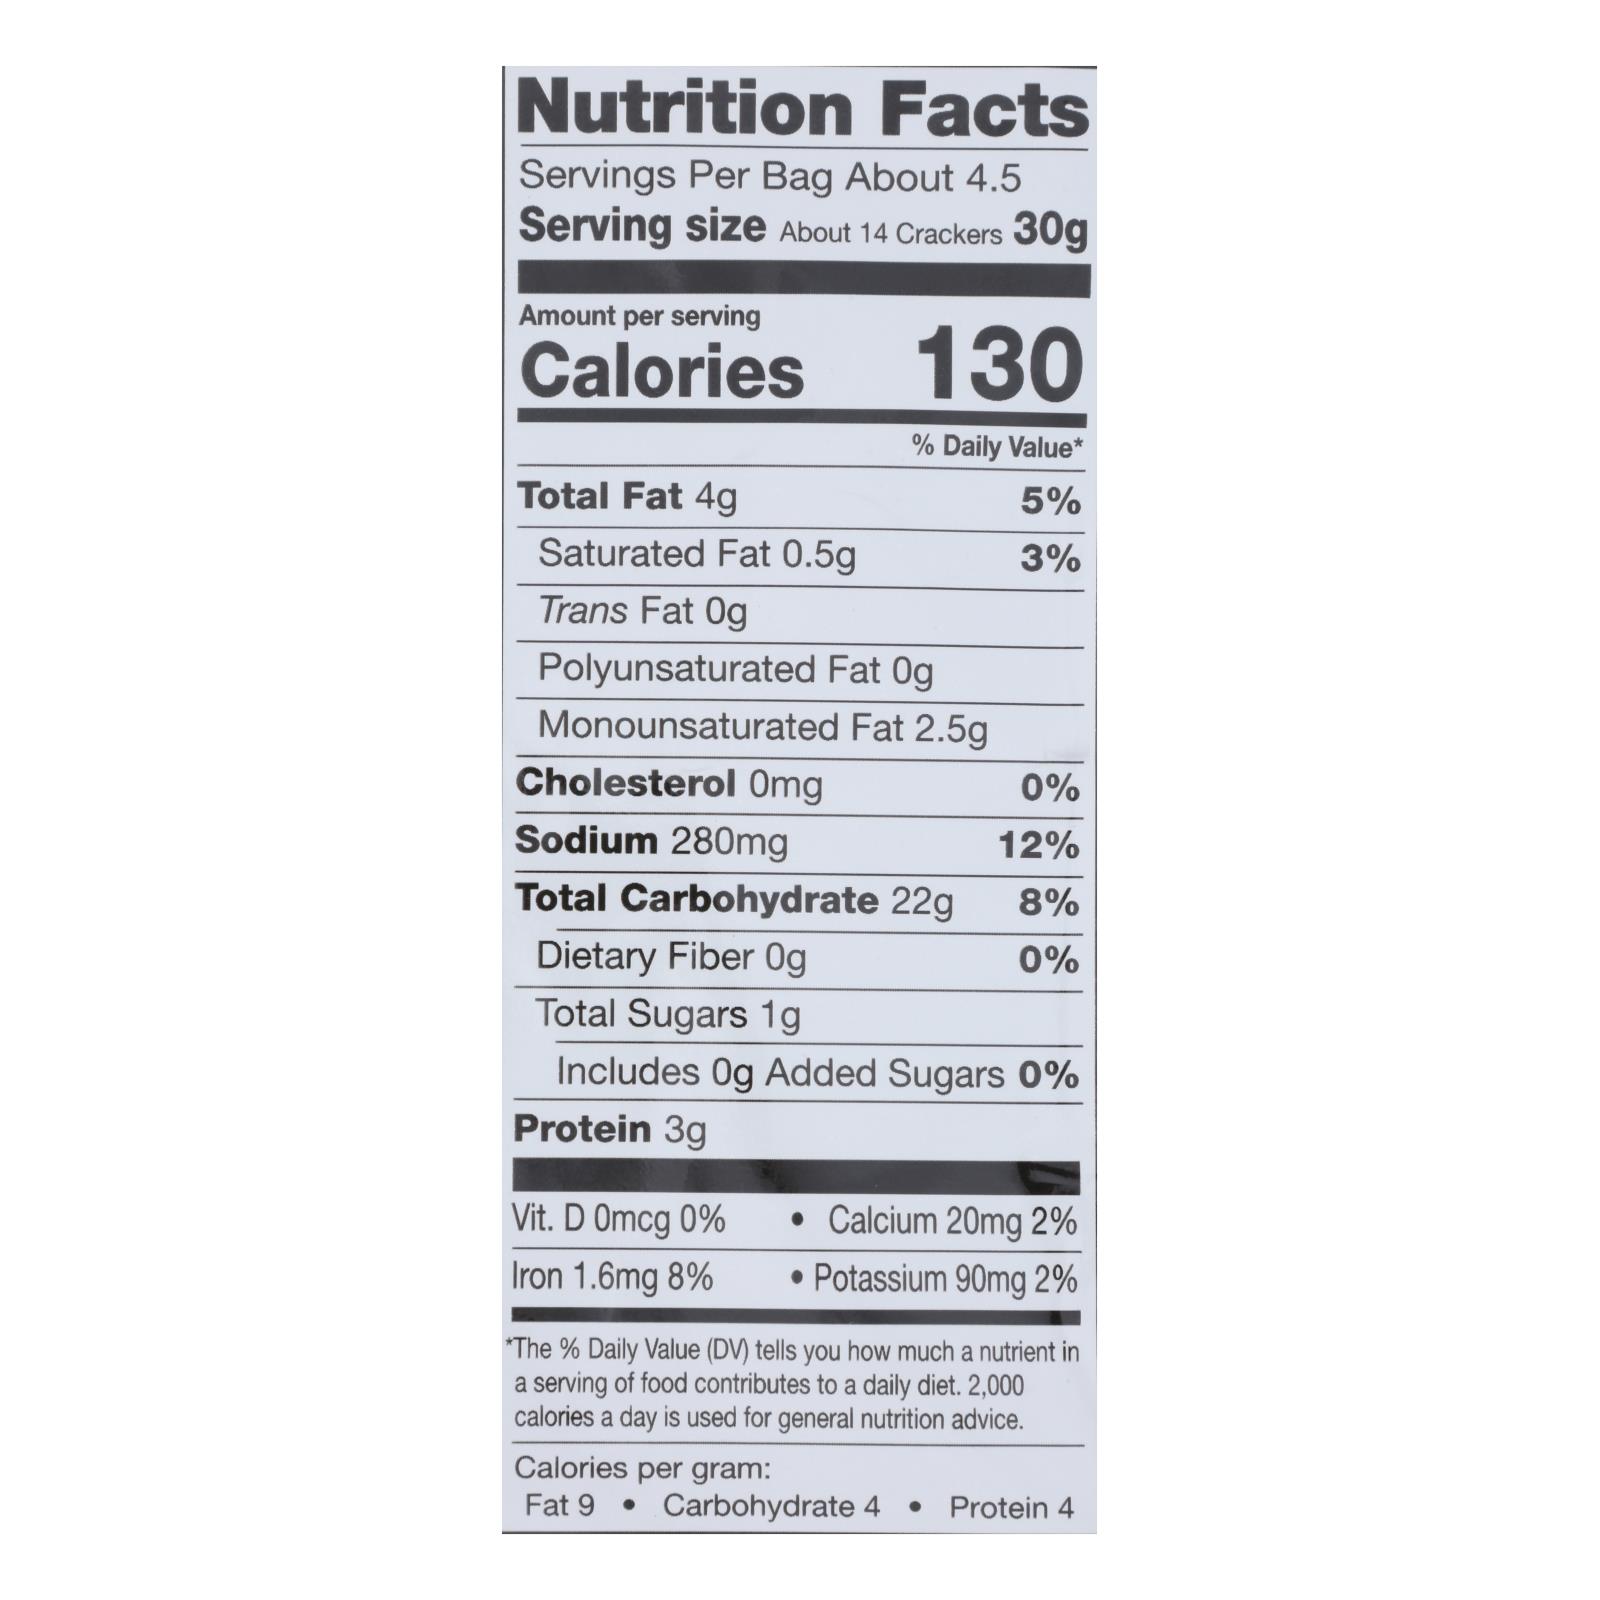 Nutrition Facts
Servings Per Bag About 4.5
Serving size About 14 Crackers 30g
Amount per serving
Calories 130
% Daily Value*
Total Fat 4g 5%
Saturated Fat 0.5g 3%
Trans Fat 0g
Polyunsaturated Fat 0g
Monounsaturated Fat 2.5g
Cholesterol 0mg 0%
Sodium 280mg 12%
Total Carbohydrate 22g 8%
Dietary Fiber 0g 0%
Total Sugars 1g
Includes 0g Added Sugars 0%
Protein 3g
Vit. D 0mcg 0% • Calcium 20mg 2%
Iron 1.6mg 8% • Potassium 90mg 2%
*The % Daily Value (DV) tells you how much a nutrient in
a serving of food contributes to a daily diet. 2,000
calories a day is used for general nutrition advice.
Calories per gram:
Fat 9 • Carbohydrate 4 • Protein 4